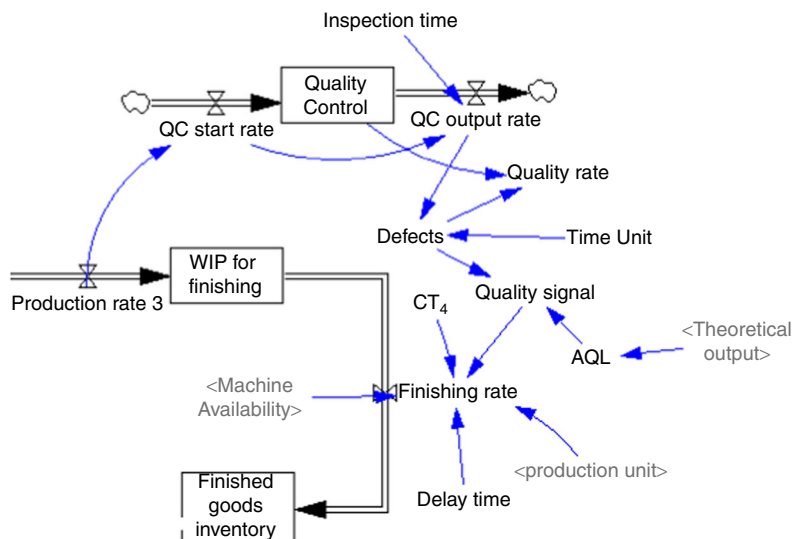 Inspection time
Quality
Control
QC start rate
QC output rate
Quality rate
Defects
Time Unit
WIP for
finishing
Production rate 3
Quality signal
CT₄
<Theoretical
output>
AQL
<Machine
Availability>
Finishing rate
<production unit>
Delay time
Finished
goods
inventory